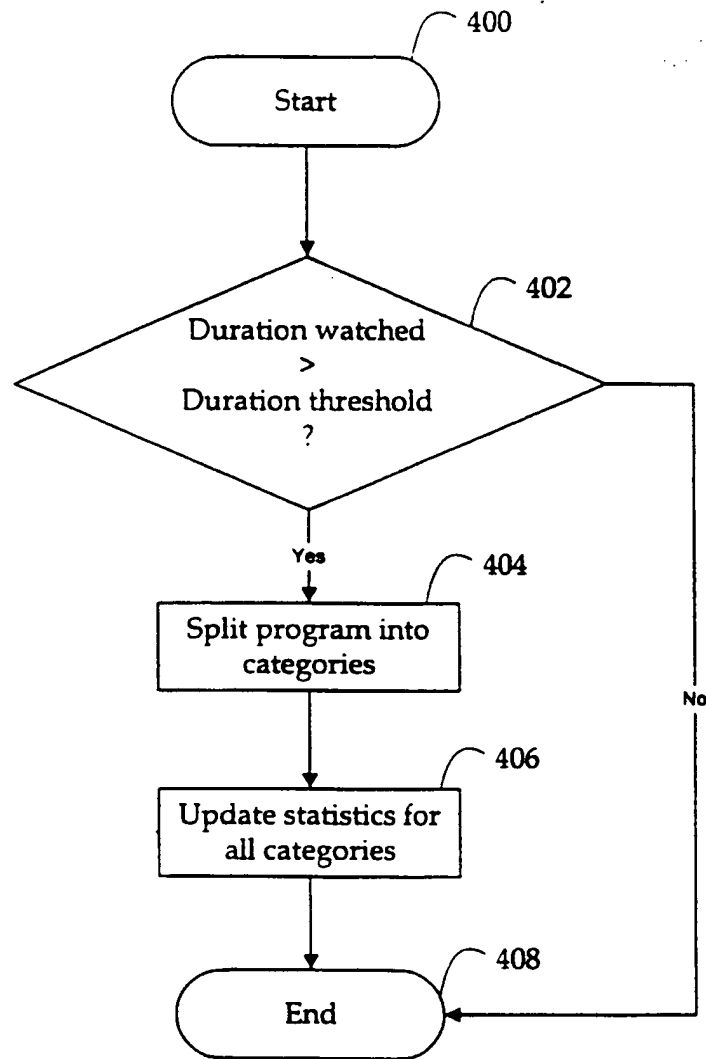 400
Start
402
Duration watched
>
Duration threshold
?
Yes
404
Split program into
categories
No
406
Update statistics for
all categories
408
End